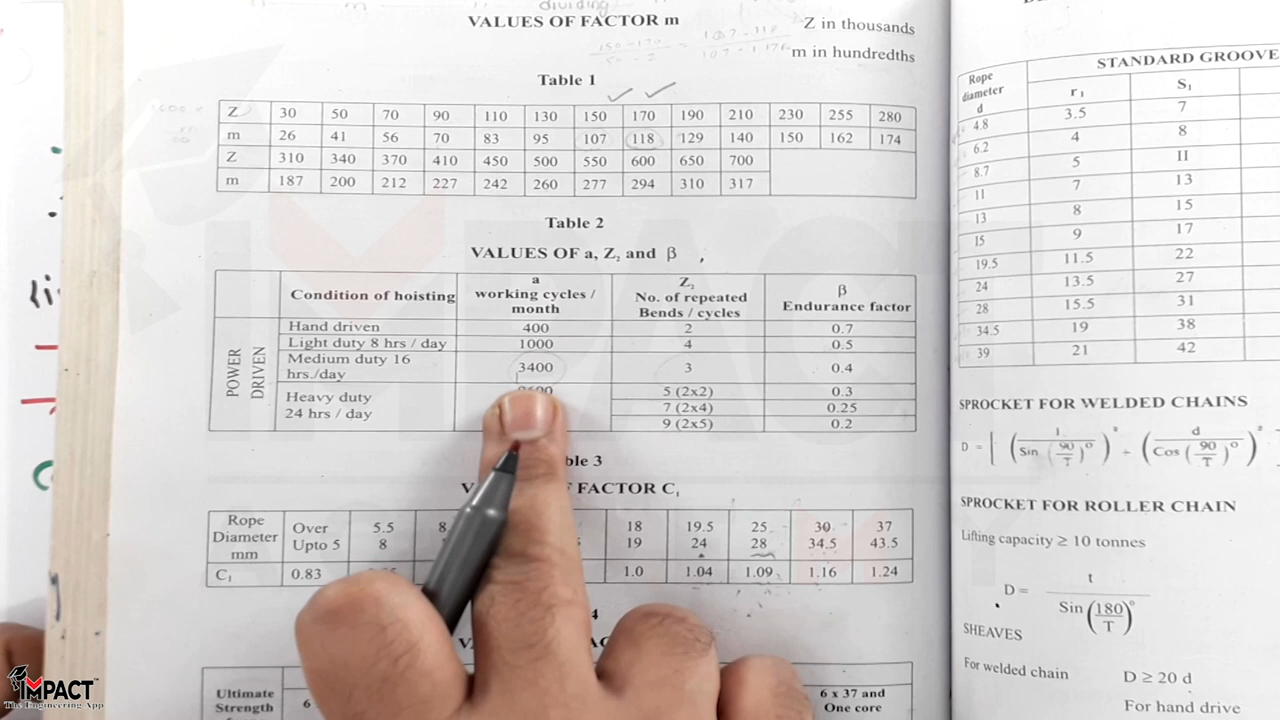 dividing
VALUES OF FACTOR m
Z in thousands
m in hundredths
Table 1
Z 30 50 70 90 110 130 150 170 190 210 230 255 280
m 26 41 56 70 83 95 107 118 129 140 150 162 174
Z 310 340 370 410 450 500 550 600 650 700
m 187 200 212 227 242 260 277 294 310 317
Table 2
VALUES OF a, Z₂ and β
Condition of hoisting
a
working cycles /
month
Z₂
No. of repeated
Bends / cycles
β
Endurance factor
POWER
DRIVEN
Hand driven 400 2 0.7
Light duty 8 hrs / day 1000 4 0.5
Medium duty 16
hrs./day
3400 3 0.4
Heavy duty
24 hrs / day
5 (2x2) 0.3
7 (2x4) 0.25
9 (2x5) 0.2
ble 3
FACTOR C₁
Rope
Diameter
mm
Over
Upto 5
5.5
8
18
19
19.5
24
25
28
30
34.5
37
43.5
C₁ 0.83 1.0 1.04 1.09 1.16 1.24
4
Ultimate
Strength
6
6 x 37 and
One core
STANDARD GROOVE
Rope
diameter
d
r₁ S₁
4.8 3.5 7
6.2 4 8
8.7 5 II
11 7 13
13 8 15
15 9 17
19.5 11.5 22
24 13.5 27
28 15.5 31
34.5 19 38
39 21 42
SPROCKET FOR WELDED CHAINS
D =
Sin (90/T)°
d
Cos (90/T)°
SPROCKET FOR ROLLER CHAIN
Lifting capacity ≥ 10 tonnes
D = t
Sin (180/T)°
SHEAVES
For welded chain D ≥ 20 d
For hand drive
IMPACT
The Engineering App